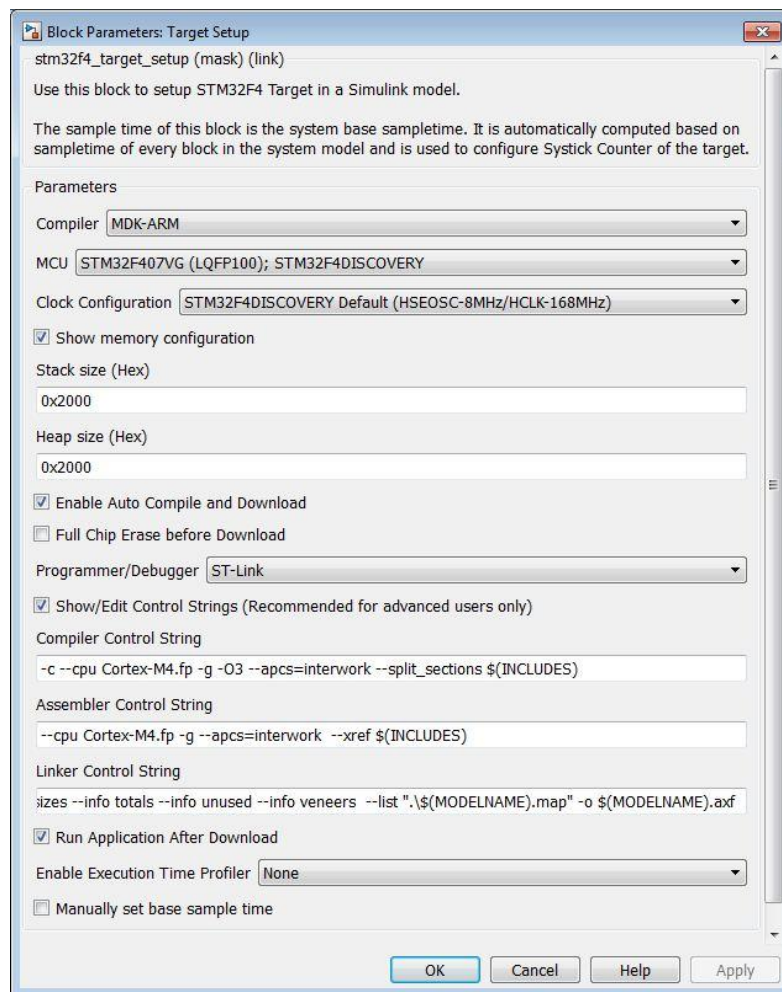 Block Parameters: Target Setup
stm32f4_target_setup (mask) (link)
Use this block to setup STM32F4 Target in a Simulink model.
The sample time of this block is the system base sampletime. It is automatically computed based on
sampletime of every block in the system model and is used to configure Systick Counter of the target.
Parameters
Compiler MDK-ARM
MCU STM32F407VG (LQFP100); STM32F4DISCOVERY
Clock Configuration STM32F4DISCOVERY Default (HSEOSC-8MHz/HCLK-168MHz)
Show memory configuration
Stack size (Hex)
0x2000
Heap size (Hex)
0x2000
Enable Auto Compile and Download
Full Chip Erase before Download
Programmer/Debugger ST-Link
Show/Edit Control Strings (Recommended for advanced users only)
Compiler Control String
-c --cpu Cortex-M4.fp -g -O3 --apcs=interwork --split_sections $(INCLUDES)
Assembler Control String
--cpu Cortex-M4.fp -g --apcs=interwork --xref $(INCLUDES)
Linker Control String
sizes --info totals --info unused --info veneers --list ".\$(MODELNAME).map" -o $(MODELNAME).axf
Run Application After Download
Enable Execution Time Profiler None
Manually set base sample time
OK Cancel Help Apply